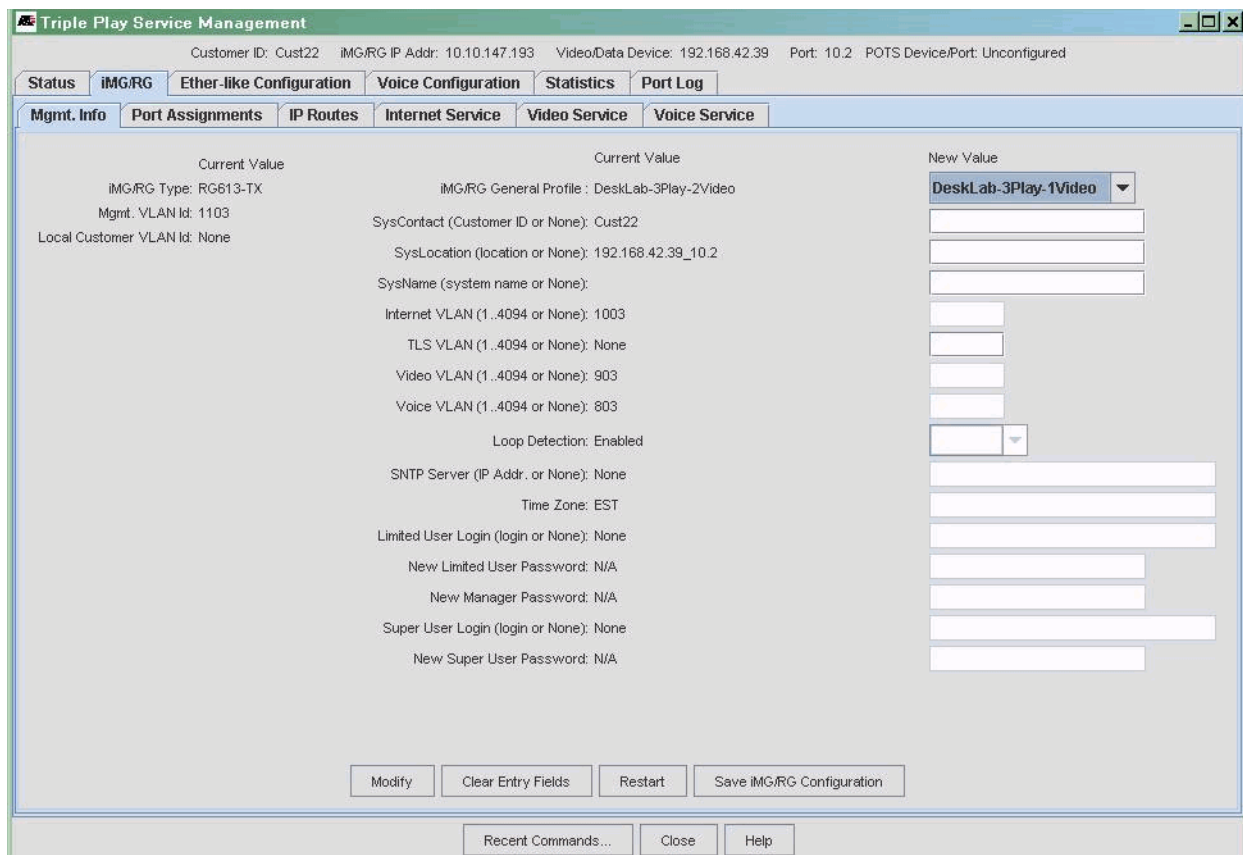 Triple Play Service Management
Customer ID: Cust22 iMG/RG IP Addr: 10.10.147.193 Video/Data Device: 192.168.42.39 Port: 10.2 POTS Device/Port: Unconfigured
Status iMG/RG Ether-like Configuration Voice Configuration Statistics Port Log
Mgmt. Info Port Assignments IP Routes Internet Service Video Service Voice Service
Current Value
iMG/RG Type: RG613-TX
Mgmt. VLAN Id: 1103
Local Customer VLAN Id: None
Current Value New Value
iMG/RG General Profile : DeskLab-3Play-2Video DeskLab-3Play-1Video
SysContact (Customer ID or None): Cust22
SysLocation (location or None): 192.168.42.39_10.2
SysName (system name or None):
Internet VLAN (1..4094 or None): 1003
TLS VLAN (1..4094 or None): None
Video VLAN (1..4094 or None): 903
Voice VLAN (1..4094 or None): 803
Loop Detection: Enabled
SNTP Server (IP Addr. or None): None
Time Zone: EST
Limited User Login (login or None): None
New Limited User Password: N/A
New Manager Password: N/A
Super User Login (login or None): None
New Super User Password: N/A
Modify Clear Entry Fields Restart Save iMG/RG Configuration
Recent Commands... Close Help